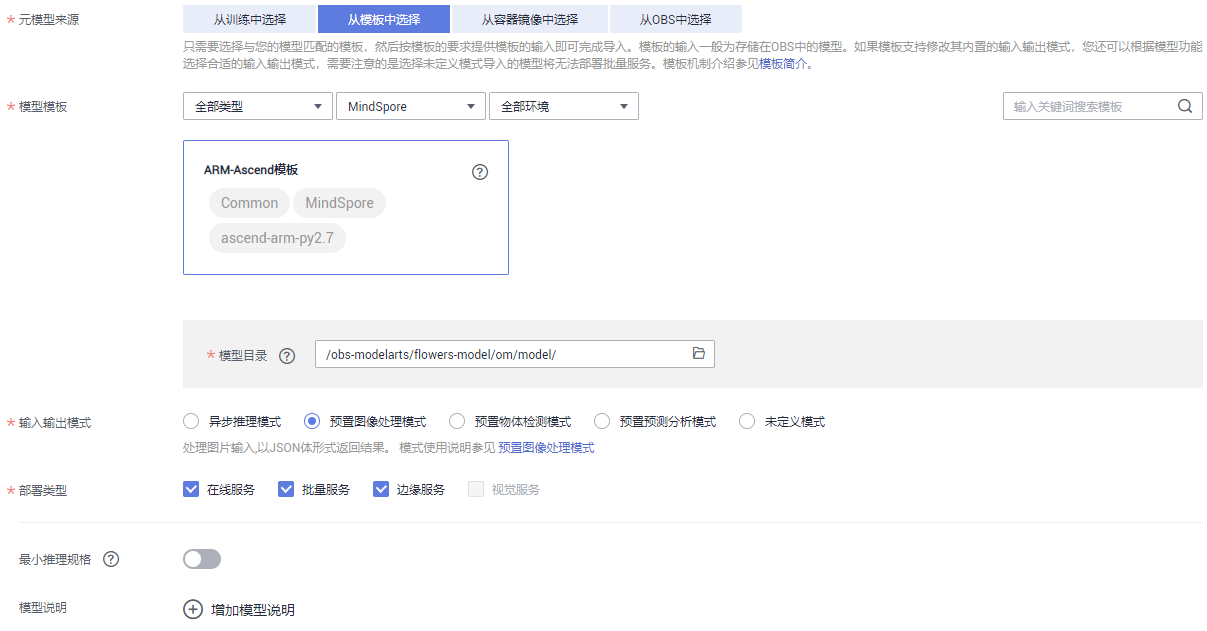 * 元模型来源
从训练中选择 从模板中选择 从容器镜像中选择 从OBS中选择
只需要选择与您的模型匹配的模板，然后按模板的要求提供模板的输入即可完成导入。模板的输入一般为存储在OBS中的模型。如果模板支持修改其内置的输入输出模式，您还可以根据模型功能
选择合适的输入输出模式，需要注意的是选择未定义模式导入的模型将无法部署批量服务。模板机制介绍参见模板简介。
* 模型模板 全部类型 MindSpore 全部环境 输入关键词搜索模板
ARM-Ascend模板 ?
Common MindSpore
ascend-arm-py2.7
* 模型目录 ? /obs-modelarts/flowers-model/om/model/
* 输入输出模式 异步推理模式 预置图像处理模式 预置物体检测模式 预置预测分析模式 未定义模式
处理图片输入,以JSON体形式返回结果。 模式使用说明参见 预置图像处理模式
* 部署类型 在线服务 批量服务 边缘服务 视觉服务
最小推理规格 ?
模型说明 增加模型说明